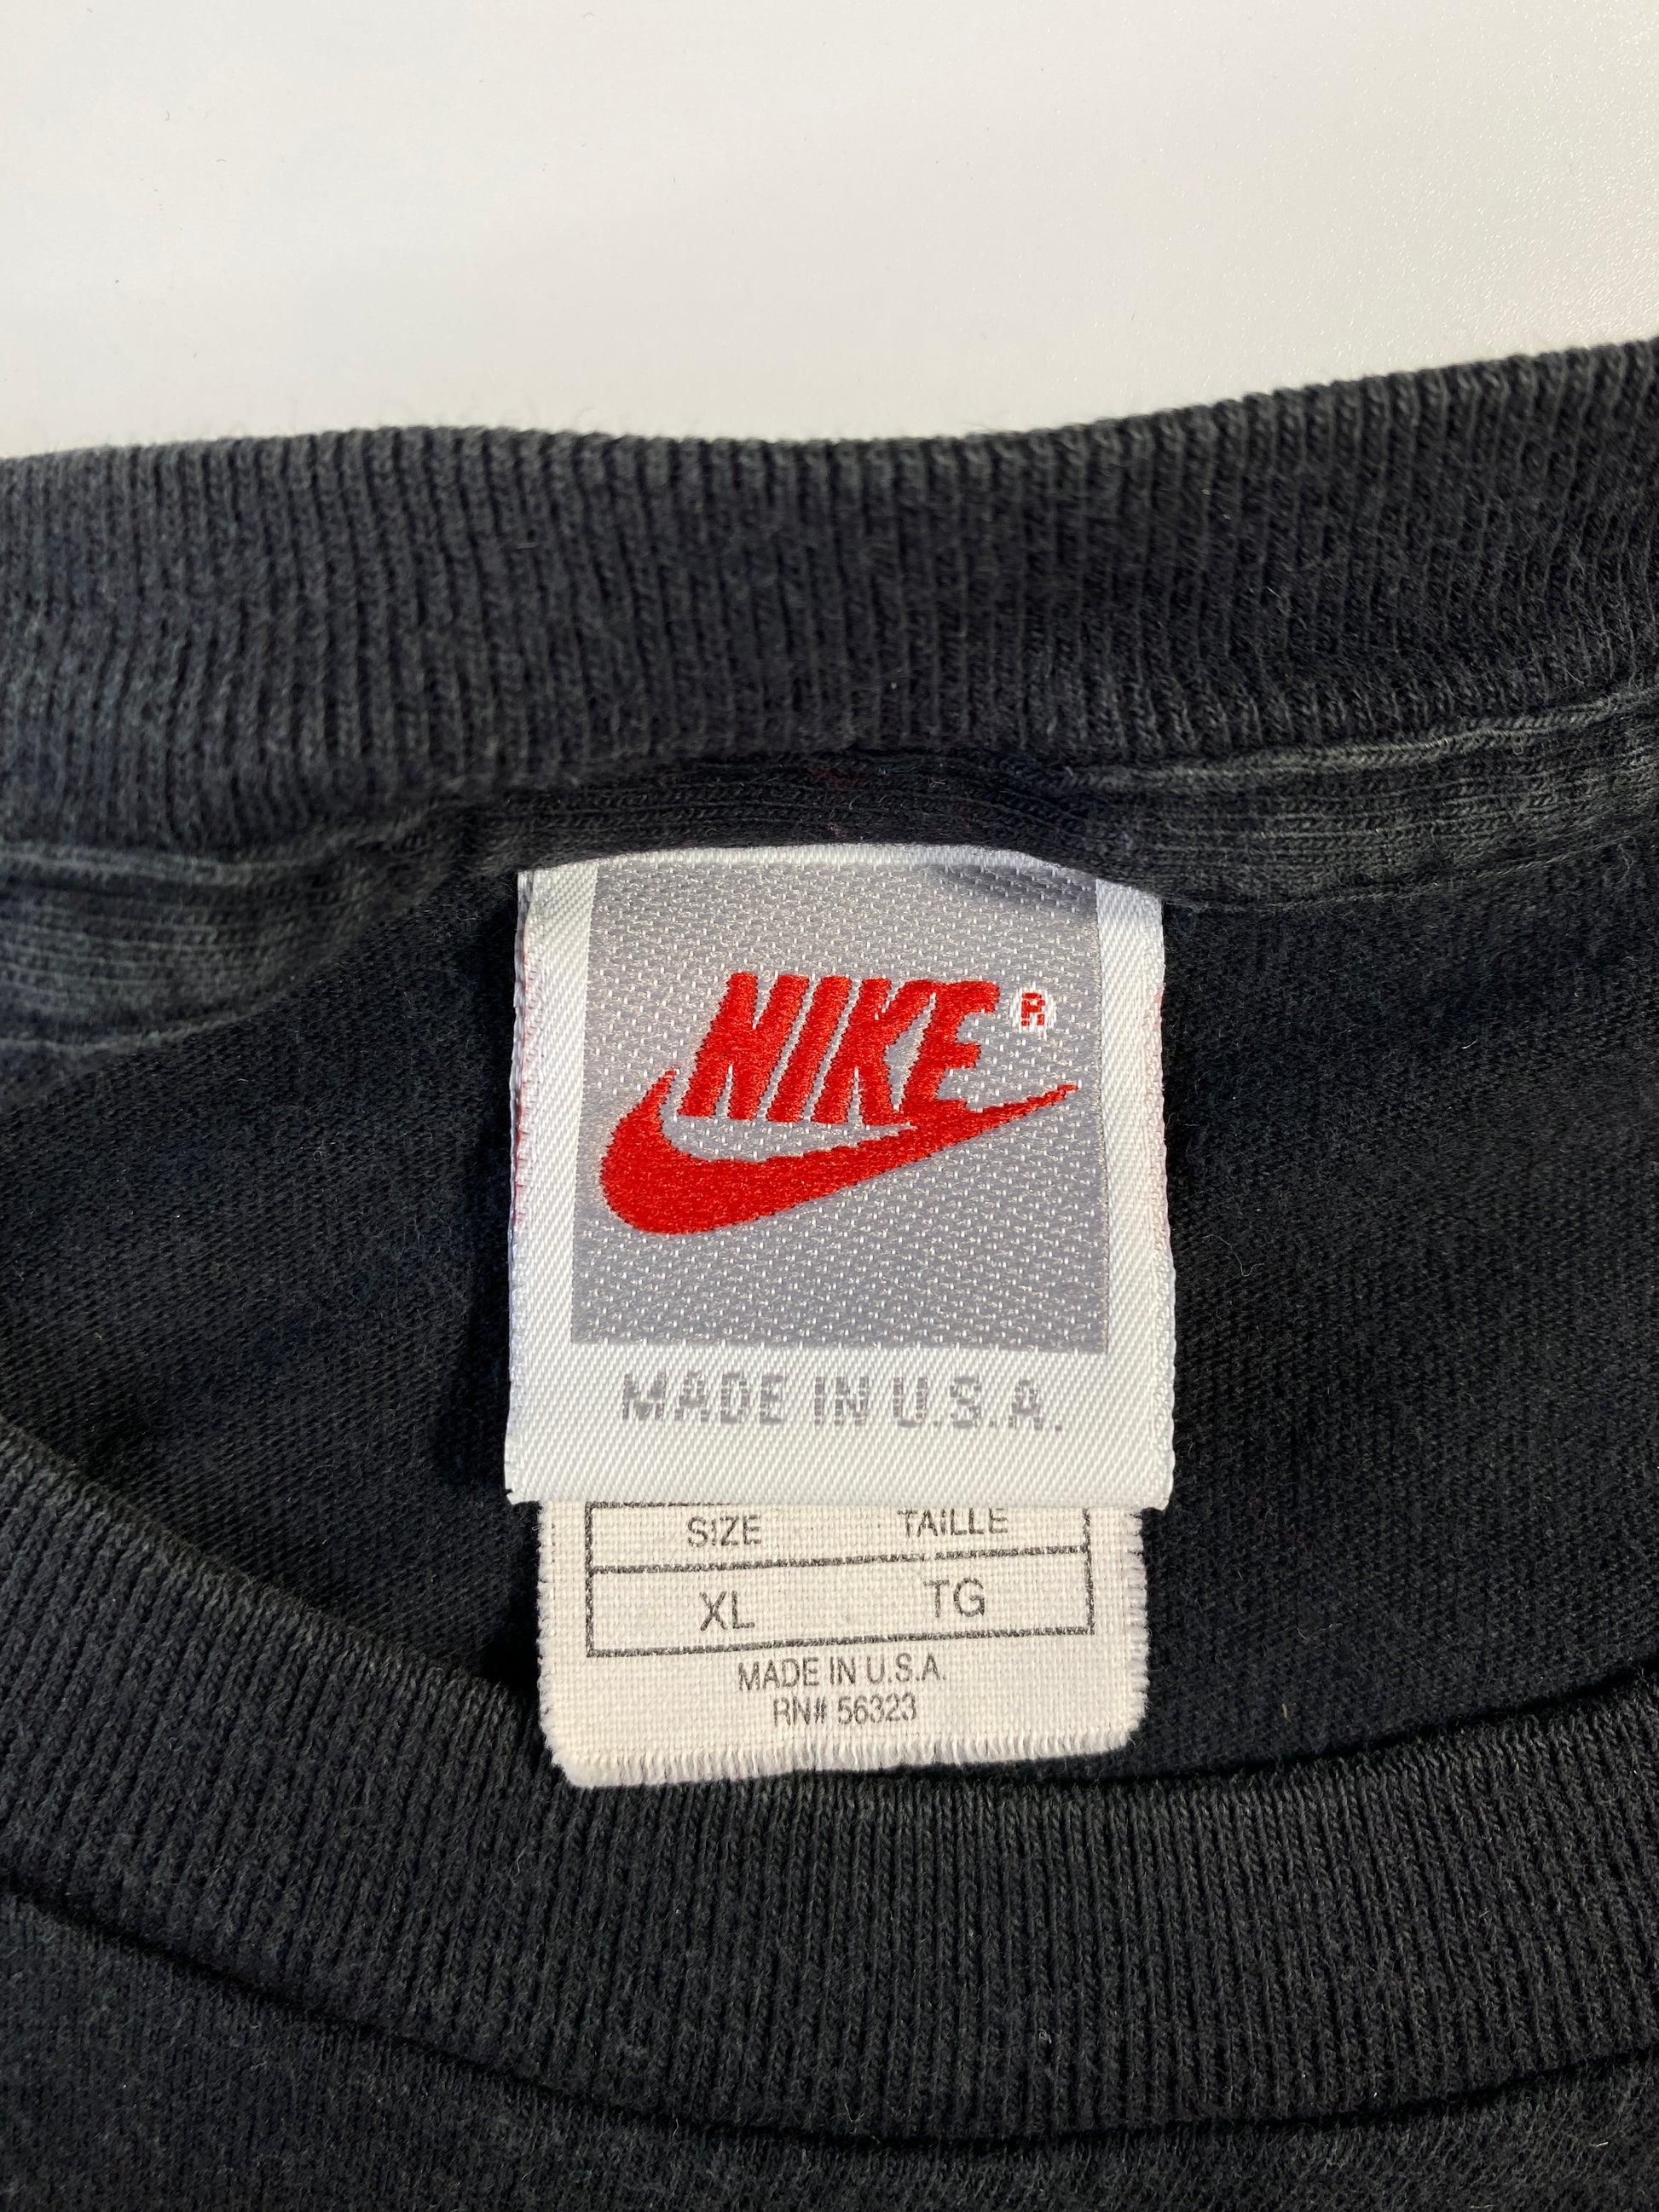 NIKE®
MADE IN U.S.A.
SIZE TAILLE
XL TG
MADE IN U.S.A.
RN# 56323